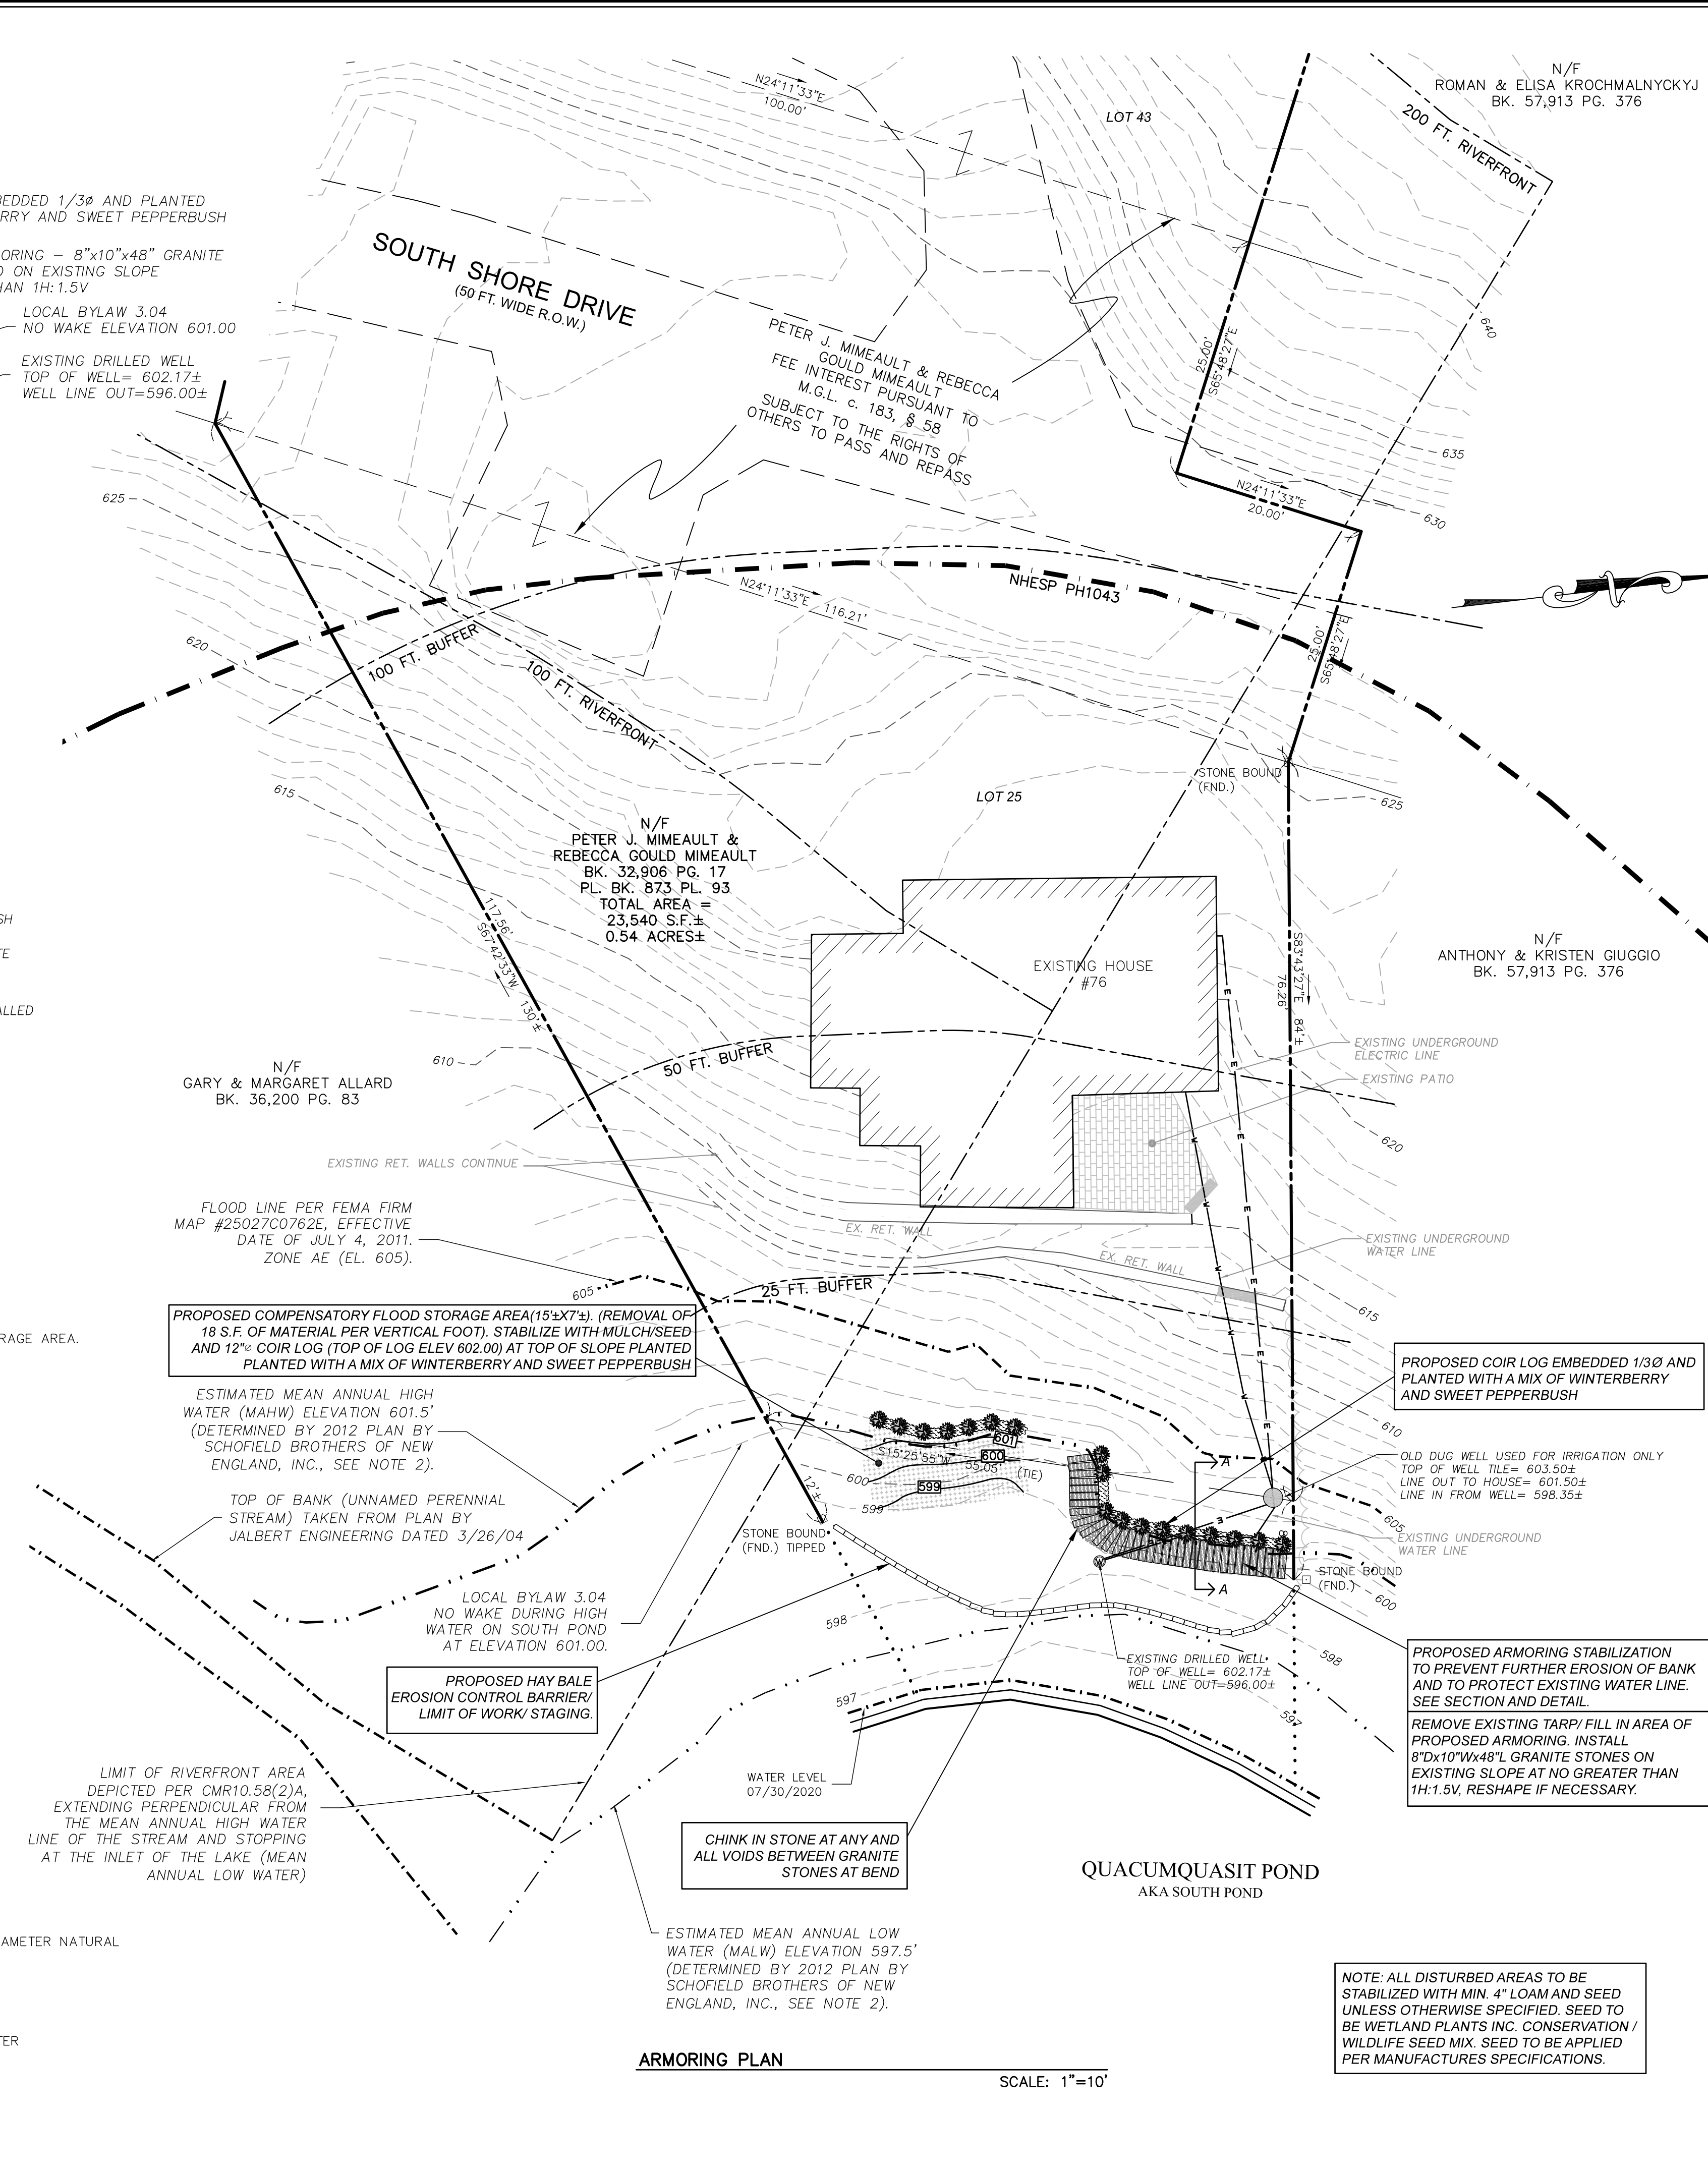 N/F
ROMAN & ELISA KROCHMALNYCKYJ
BK. 57,913 PG. 376
200 FT. RIVERFRONT
N24°11'33"E
100.00'
LOT 43
BEDDED 1/3ø AND PLANTED
RRY AND SWEET PEPPERBUSH
ORING – 8"x10"x48" GRANITE
D ON EXISTING SLOPE
HAN 1H:1.5V
LOCAL BYLAW 3.04
NO WAKE ELEVATION 601.00
EXISTING DRILLED WELL
TOP OF WELL= 602.17±
WELL LINE OUT=596.00±
SOUTH SHORE DRIVE
(50 FT. WIDE R.O.W.)
PETER J. MIMEAULT & REBECCA
GOULD MIMEAULT
FEE INTEREST PURSUANT TO
M.G.L. c. 183, § 58
SUBJECT TO THE RIGHTS OF
OTHERS TO PASS AND REPASS
25.00'
S65°48'27"E
640
635
630
N24°11'33"E
20.00'
625
620
615
610
NHESP PH1043
N24°11'33"E 116.21'
25.00'
S65°48'27"E
100 FT. BUFFER
100 FT. RIVERFRONT
STONE BOUND
(FND.)
625
LOT 25
N/F
PETER J. MIMEAULT &
REBECCA GOULD MIMEAULT
BK. 32,906 PG. 17
PL. BK. 873 PL. 93
TOTAL AREA =
23,540 S.F.±
0.54 ACRES±
SH
TE
ALLED
117.56'
S67°42'33"W 130'±
EXISTING HOUSE
#76
S83°43'27"E 84'±
76.26'
N/F
ANTHONY & KRISTEN GIUGGIO
BK. 57,913 PG. 376
N/F
GARY & MARGARET ALLARD
BK. 36,200 PG. 83
50 FT. BUFFER
E
E
E
E
E
E
E
W
W
W
W
W
EXISTING UNDERGROUND
ELECTRIC LINE
EXISTING PATIO
620
EXISTING RET. WALLS CONTINUE
FLOOD LINE PER FEMA FIRM
MAP #25027C0762E, EFFECTIVE
DATE OF JULY 4, 2011.
ZONE AE (EL. 605).
EX. RET. WALL
EX. RET. WALL
EXISTING UNDERGROUND
WATER LINE
615
605
25 FT. BUFFER
PROPOSED COMPENSATORY FLOOD STORAGE AREA(15'±X7'±). (REMOVAL OF
18 S.F. OF MATERIAL PER VERTICAL FOOT). STABILIZE WITH MULCH/SEED
AND 12"∅ COIR LOG (TOP OF LOG ELEV 602.00) AT TOP OF SLOPE PLANTED
PLANTED WITH A MIX OF WINTERBERRY AND SWEET PEPPERBUSH
RAGE AREA.
PROPOSED COIR LOG EMBEDDED 1/3Ø AND
PLANTED WITH A MIX OF WINTERBERRY
AND SWEET PEPPERBUSH
ESTIMATED MEAN ANNUAL HIGH
WATER (MAHW) ELEVATION 601.5'
(DETERMINED BY 2012 PLAN BY
SCHOFIELD BROTHERS OF NEW
ENGLAND, INC., SEE NOTE 2).
610
601
600
599
S15°25'55"W
55.05' (TIE)
600
599
A
A
OLD DUG WELL USED FOR IRRIGATION ONLY
TOP OF WELL TILE= 603.50±
LINE OUT TO HOUSE= 601.50±
LINE IN FROM WELL= 598.35±
605
TOP OF BANK (UNNAMED PERENNIAL
STREAM) TAKEN FROM PLAN BY
JALBERT ENGINEERING DATED 3/26/04
12'±
STONE BOUND
(FND.) TIPPED
W
EXISTING UNDERGROUND
WATER LINE
STONE BOUND
(FND.)
600
LOCAL BYLAW 3.04
NO WAKE DURING HIGH
WATER ON SOUTH POND
AT ELEVATION 601.00.
598
598
597
597
EXISTING DRILLED WELL
TOP OF WELL= 602.17±
WELL LINE OUT=596.00±
PROPOSED HAY BALE
EROSION CONTROL BARRIER/
LIMIT OF WORK/ STAGING.
PROPOSED ARMORING STABILIZATION
TO PREVENT FURTHER EROSION OF BANK
AND TO PROTECT EXISTING WATER LINE.
SEE SECTION AND DETAIL.
REMOVE EXISTING TARP/ FILL IN AREA OF
PROPOSED ARMORING. INSTALL
8"Dx10"Wx48"L GRANITE STONES ON
EXISTING SLOPE AT NO GREATER THAN
1H:1.5V, RESHAPE IF NECESSARY.
LIMIT OF RIVERFRONT AREA
DEPICTED PER CMR10.58(2)A,
EXTENDING PERPENDICULAR FROM
THE MEAN ANNUAL HIGH WATER
LINE OF THE STREAM AND STOPPING
AT THE INLET OF THE LAKE (MEAN
ANNUAL LOW WATER)
WATER LEVEL
07/30/2020
CHINK IN STONE AT ANY AND
ALL VOIDS BETWEEN GRANITE
STONES AT BEND
QUACUMQUASIT POND
AKA SOUTH POND
AMETER NATURAL
ESTIMATED MEAN ANNUAL LOW
WATER (MALW) ELEVATION 597.5'
(DETERMINED BY 2012 PLAN BY
SCHOFIELD BROTHERS OF NEW
ENGLAND, INC., SEE NOTE 2).
NOTE: ALL DISTURBED AREAS TO BE
STABILIZED WITH MIN. 4" LOAM AND SEED
UNLESS OTHERWISE SPECIFIED. SEED TO
BE WETLAND PLANTS INC. CONSERVATION /
WILDLIFE SEED MIX. SEED TO BE APPLIED
PER MANUFACTURES SPECIFICATIONS.
TER
ARMORING PLAN
SCALE: 1"=10'